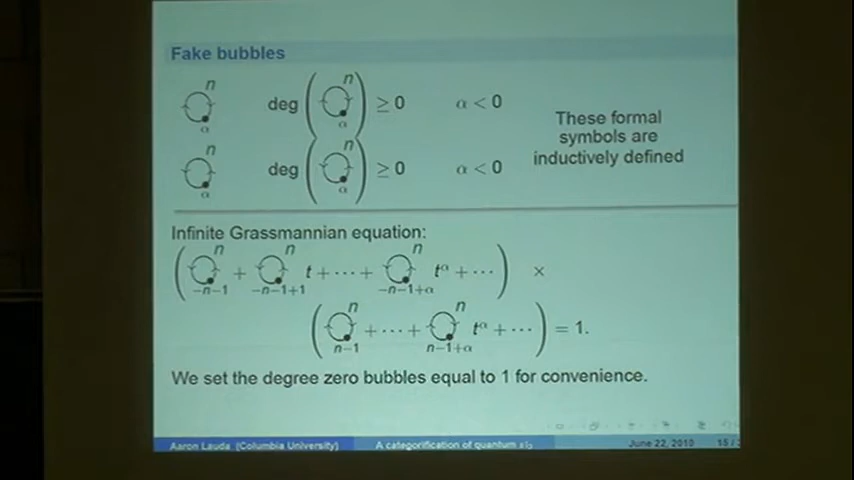 Fake bubbles
n deg ( n ) ≥ 0 α < 0
α α
These formal
symbols are
inductively defined
n deg ( n ) ≥ 0 α < 0
α α
Infinite Grassmannian equation:
( n + n t + ··· + n tα + ··· ) ×
−n−1 −n−1+1 −n−1+α
( n + ··· + n tα + ··· ) = 1.
n−1 n−1+α
We set the degree zero bubbles equal to 1 for convenience.
Aaron Lauda (Columbia University) A categorification of quantum sl2 June 22, 2010 15 /